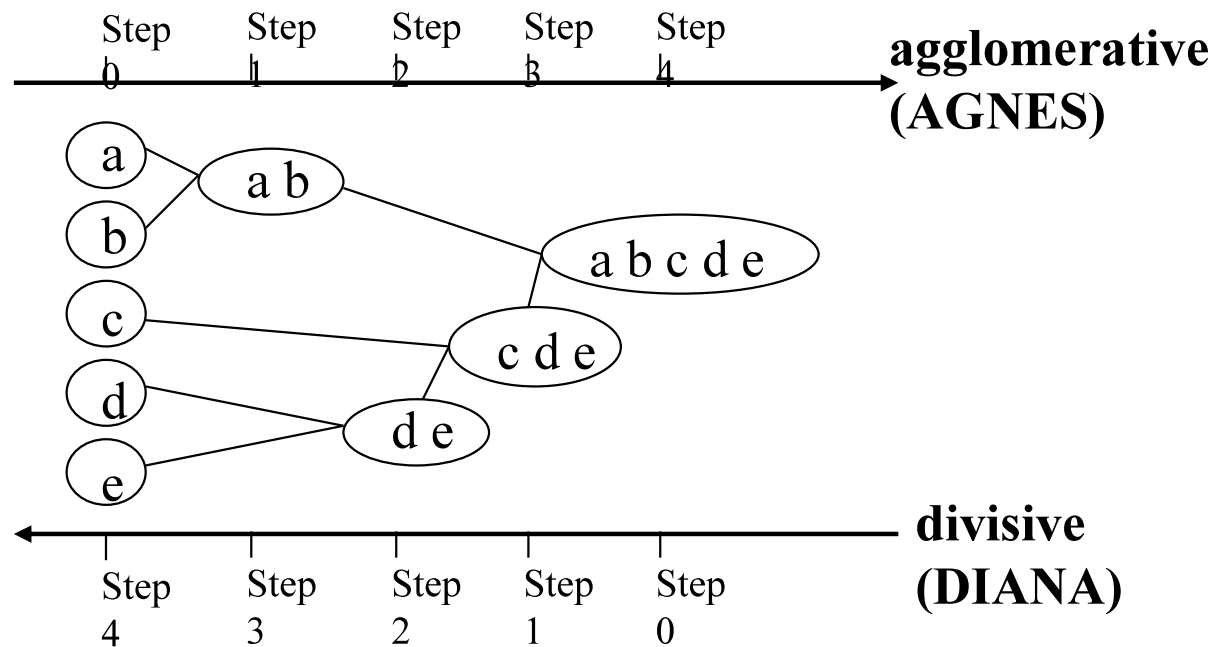 Step 0
Step 1
Step 2
Step 3
Step 4
agglomerative
(AGNES)
a
a b
b
a b c d e
c
c d e
d
d e
e
divisive
(DIANA)
Step 4
Step 3
Step 2
Step 1
Step 0